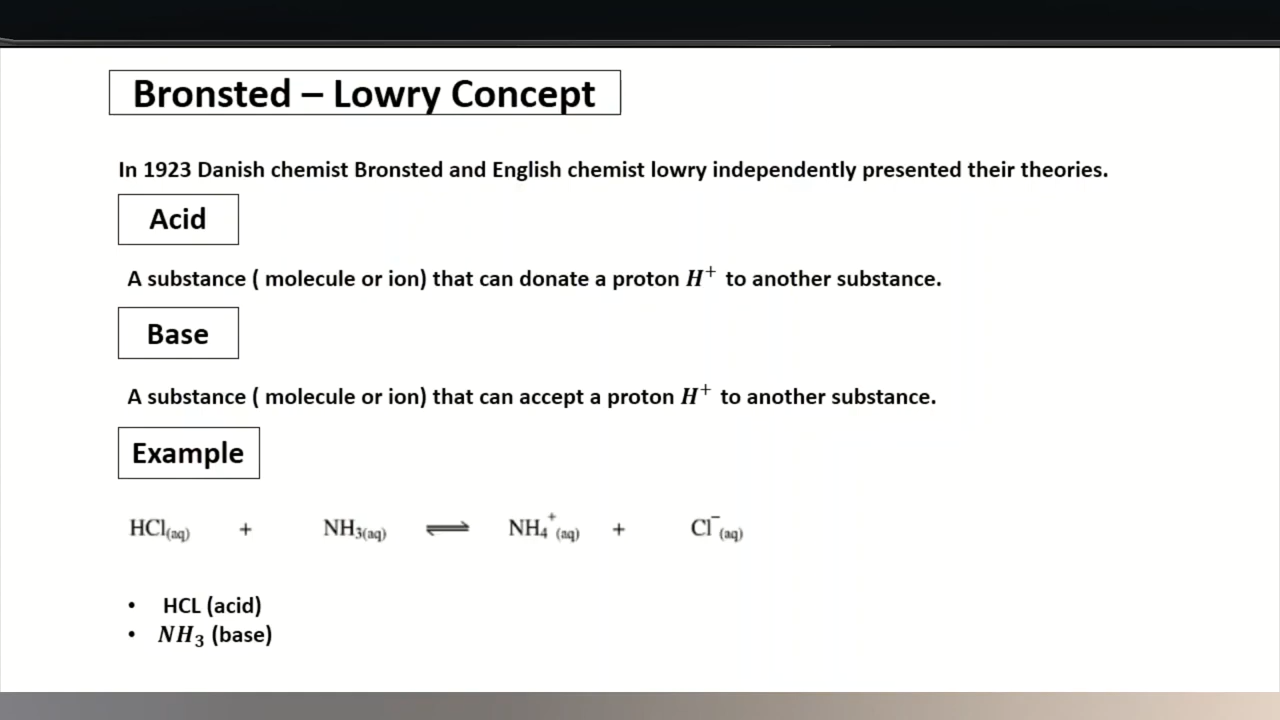 Bronsted – Lowry Concept
In 1923 Danish chemist Bronsted and English chemist lowry independently presented their theories.
Acid
A substance ( molecule or ion) that can donate a proton H⁺ to another substance.
Base
A substance ( molecule or ion) that can accept a proton H⁺ to another substance.
Example
HCl(aq) + NH₃(aq) ⇌ NH₄⁺(aq) + Cl⁻(aq)
• HCL (acid)
• NH₃ (base)